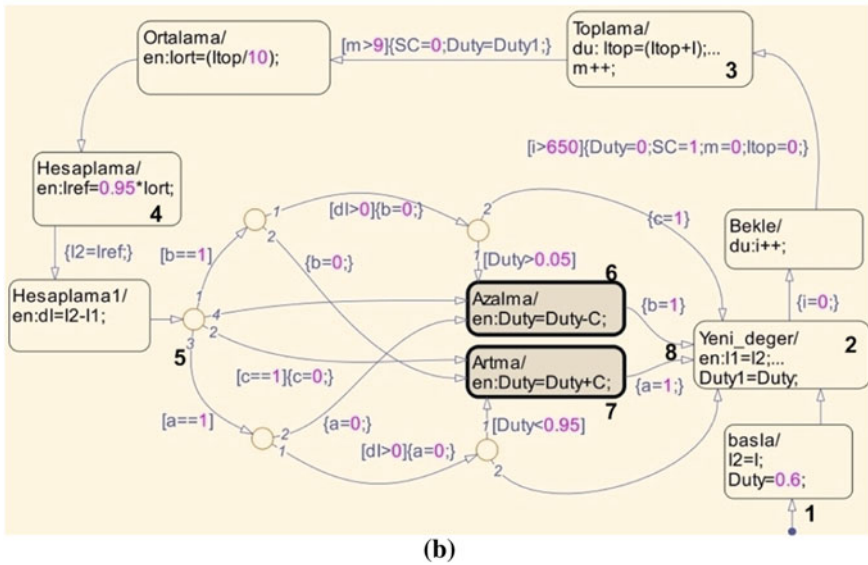 Ortalama/
en:Iort=(Itop/10);
[m>9]{SC=0;Duty=Duty1;}
Toplama/
du: Itop=(Itop+I);...
m++;
3
[i>650]{Duty=0;SC=1;m=0;Itop=0;}
Hesaplama/
en:Iref=0.95*Iort;
4
{I2=Iref;}
Hesaplama1/
en:dI=I2-I1;
5
[b==1]
1
4
2
3
1
2
[dI>0]{b=0;}
{b=0;}
2
1
{c=1}
[Duty>0.05]
Bekle/
du:i++;
{i=0;}
6
Azalma/
en:Duty=Duty-C;
{b=1}
Artma/
en:Duty=Duty+C;
7
8
{a=1;}
Yeni_deger/
en:I1=I2;...
Duty1=Duty;
2
[c==1]{c=0;}
[a==1]
{a=0;}
2
1
[dI>0]{a=0;}
1
[Duty<0.95]
2
basla/
I2=I;
Duty=0.6;
1
(b)